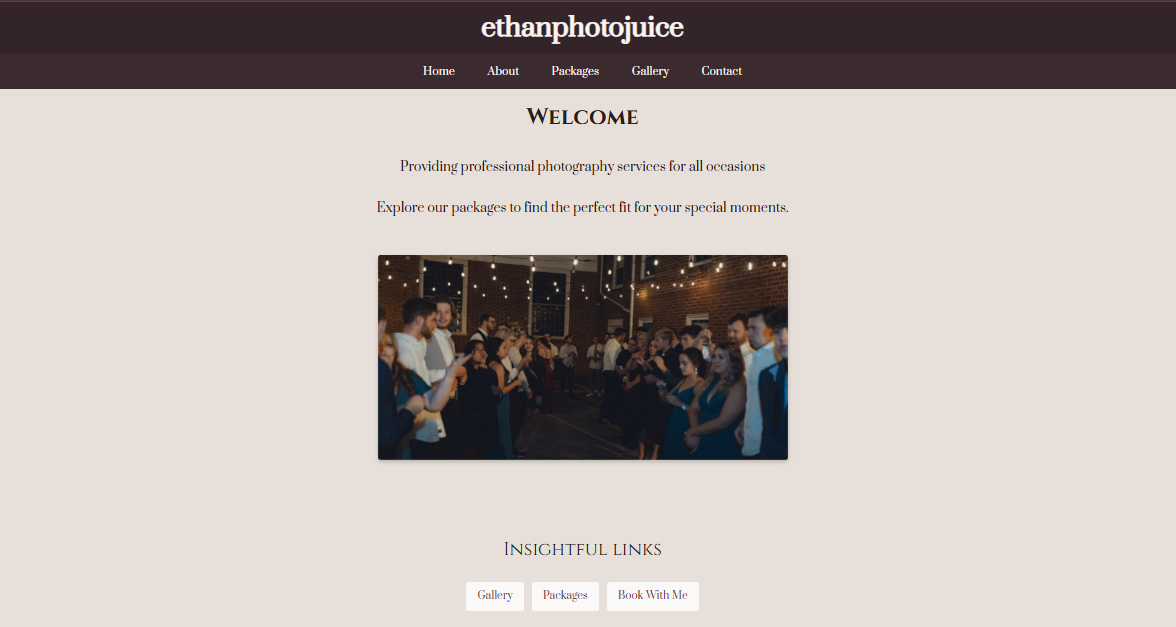 ethanphotojuice
Home About Packages Gallery Contact
Welcome
Providing professional photography services for all occasions
Explore our packages to find the perfect fit for your special moments.
Insightful links
Gallery Packages Book With Me